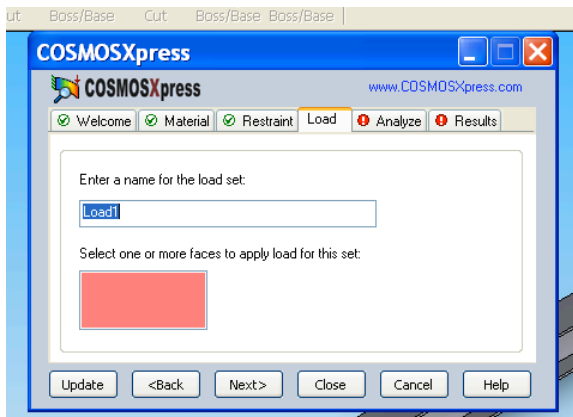 ut Boss/Base Cut Boss/Base Boss/Base
COSMOSXpress
COSMOSXpress www.COSMOSXpress.com
Welcome Material Restraint Load Analyze Results
Enter a name for the load set:
Load1
Select one or more faces to apply load for this set:
Update <Back Next> Close Cancel Help